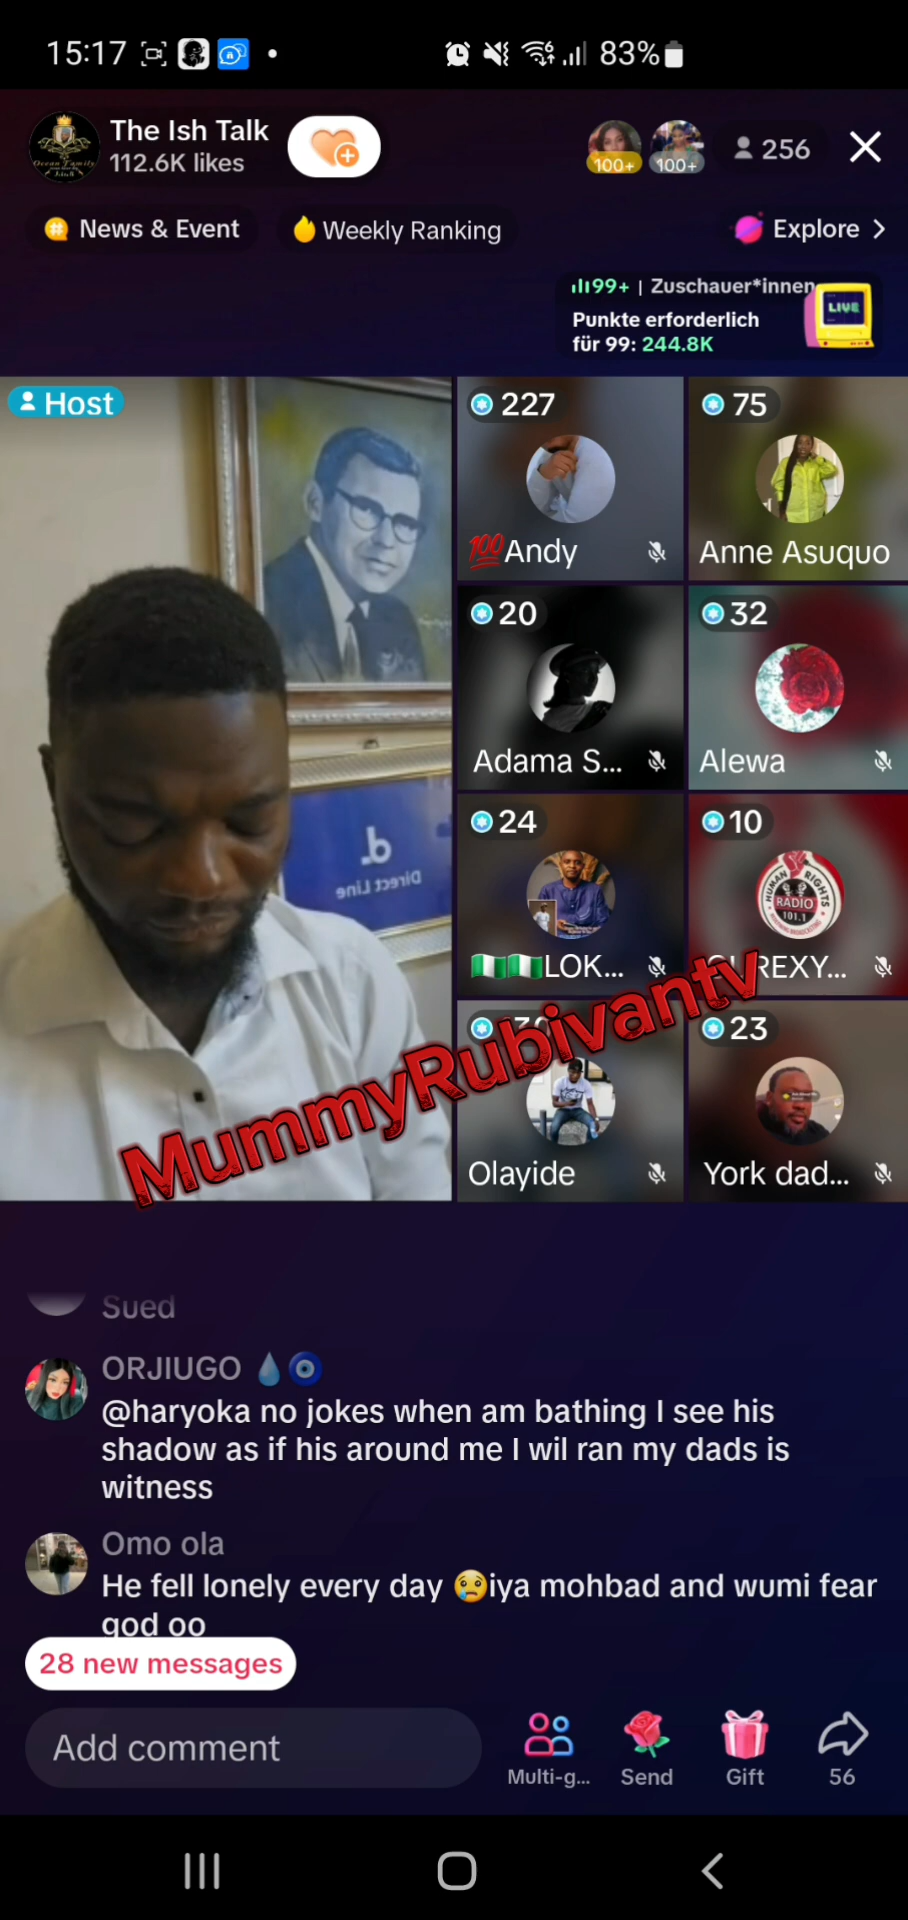 15:17
83%
The Ish Talk
112.6K likes
100+
100+
256
News & Event
Weekly Ranking
Explore
99+ | Zuschauer*innen
LIVE
Punkte erforderlich
für 99: 244.8K
Host
227
75
💯Andy
Anne Asuquo
20
32
Adama S...
Alewa
Direct Line
24
10
HUMAN RIGHTS
RADIO
101.1
🇳🇬🇳🇬LOK...
REXY...
MummyRubivantv
23
Olayide
York dad...
Sued
ORJIUGO 💧🧿
@haryoka no jokes when am bathing I see his
shadow as if his around me I wil ran my dads is
witness
Omo ola
He fell lonely every day 😢iya mohbad and wumi fear
god oo
28 new messages
Add comment
Multi-g...
Send
Gift
56